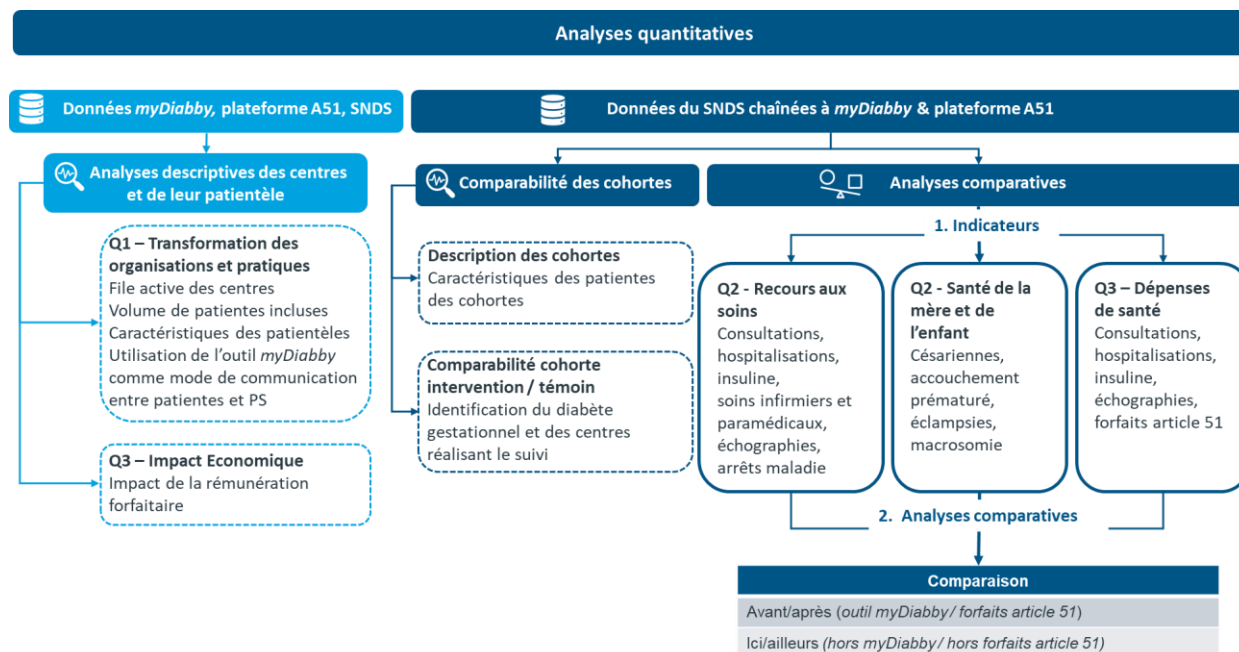 Analyses quantitatives
Données myDiabby, plateforme A51, SNDS
Données du SNDS chaînées à myDiabby & plateforme A51
Analyses descriptives des centres
et de leur patientèle
Comparabilité des cohortes
Analyses comparatives
Q1 – Transformation des
organisations et pratiques
File active des centres
Volume de patientes incluses
Caractéristiques des patientèles
Utilisation de l'outil myDiabby
comme mode de communication
entre patientes et PS
Q3 – Impact Economique
Impact de la rémunération
forfaitaire
Description des cohortes
Caractéristiques des patientes
des cohortes
Comparabilité cohorte
intervention / témoin
Identification du diabète
gestationnel et des centres
réalisant le suivi
1. Indicateurs
Q2 - Recours aux
soins
Consultations,
hospitalisations,
insuline,
soins infirmiers et
paramédicaux,
échographies,
arrêts maladie
Q2 - Santé de la
mère et de
l'enfant
Césariennes,
accouchement
prématuré,
éclampsies,
macrosomie
Q3 – Dépenses
de santé
Consultations,
hospitalisations,
insuline,
échographies,
forfaits article 51
2. Analyses comparatives
Comparaison
Avant/après (outil myDiabby / forfaits article 51)
Ici/ailleurs (hors myDiabby / hors forfaits article 51)